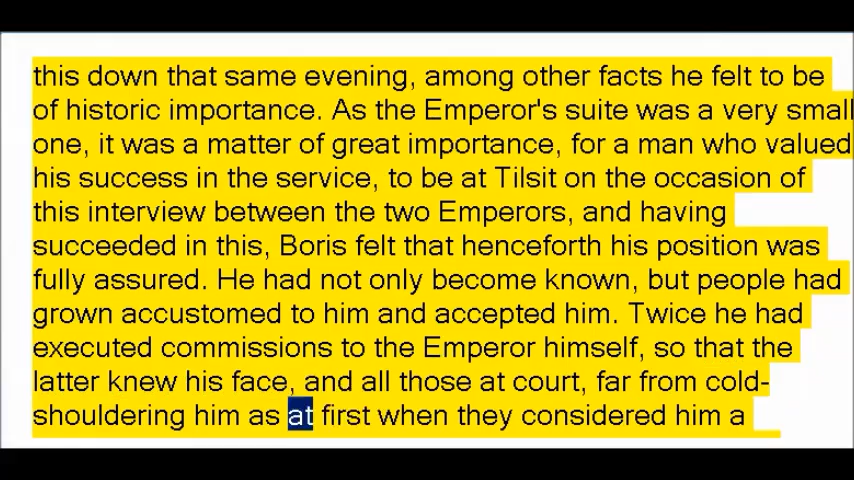 this down that same evening, among other facts he felt to be
of historic importance. As the Emperor's suite was a very small
one, it was a matter of great importance, for a man who valued
his success in the service, to be at Tilsit on the occasion of
this interview between the two Emperors, and having
succeeded in this, Boris felt that henceforth his position was
fully assured. He had not only become known, but people had
grown accustomed to him and accepted him. Twice he had
executed commissions to the Emperor himself, so that the
latter knew his face, and all those at court, far from cold-
shouldering him as at first when they considered him a